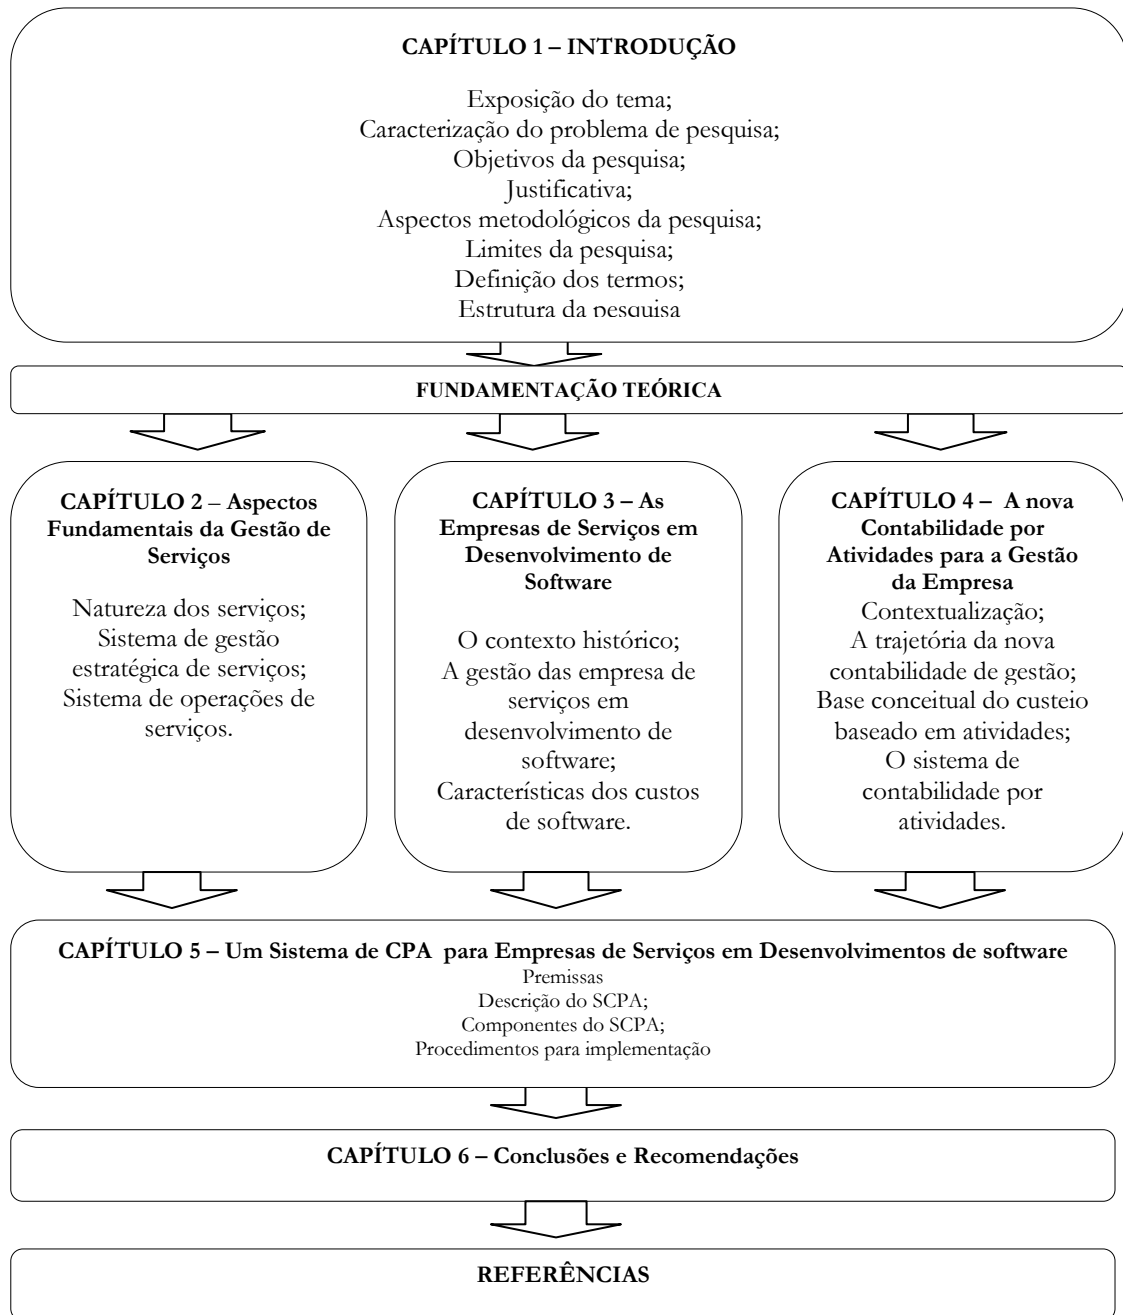 CAPÍTULO 1 – INTRODUÇÃO
Exposição do tema;
Caracterização do problema de pesquisa;
Objetivos da pesquisa;
Justificativa;
Aspectos metodológicos da pesquisa;
Limites da pesquisa;
Definição dos termos;
Estrutura da pesquisa
FUNDAMENTAÇÃO TEÓRICA
CAPÍTULO 2 – Aspectos
Fundamentais da Gestão de
Serviços
Natureza dos serviços;
Sistema de gestão
estratégica de serviços;
Sistema de operações de
serviços.
CAPÍTULO 3 – As
Empresas de Serviços em
Desenvolvimento de
Software
O contexto histórico;
A gestão das empresa de
serviços em
desenvolvimento de
software;
Características dos custos
de software.
CAPÍTULO 4 – A nova
Contabilidade por
Atividades para a Gestão
da Empresa
Contextualização;
A trajetória da nova
contabilidade de gestão;
Base conceitual do custeio
baseado em atividades;
O sistema de
contabilidade por
atividades.
CAPÍTULO 5 – Um Sistema de CPA para Empresas de Serviços em Desenvolvimentos de software
Premissas
Descrição do SCPA;
Componentes do SCPA;
Procedimentos para implementação
CAPÍTULO 6 – Conclusões e Recomendações
REFERÊNCIAS